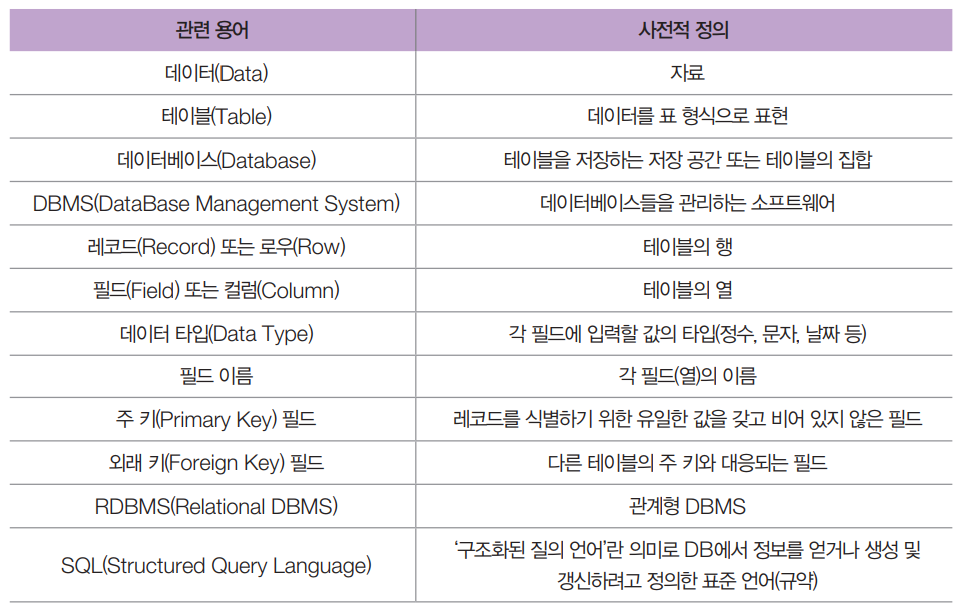 관련 용어 사전적 정의
데이터(Data) 자료
테이블(Table) 데이터를 표 형식으로 표현
데이터베이스(Database) 테이블을 저장하는 저장 공간 또는 테이블의 집합
DBMS(DataBase Management System) 데이터베이스들을 관리하는 소프트웨어
레코드(Record) 또는 로우(Row) 테이블의 행
필드(Field) 또는 컬럼(Column) 테이블의 열
데이터 타입(Data Type) 각 필드에 입력할 값의 타입(정수, 문자, 날짜 등)
필드 이름 각 필드(열)의 이름
주 키(Primary Key) 필드 레코드를 식별하기 위한 유일한 값을 갖고 비어 있지 않은 필드
외래 키(Foreign Key) 필드 다른 테이블의 주 키와 대응되는 필드
RDBMS(Relational DBMS) 관계형 DBMS
SQL(Structured Query Language) ‘구조화된 질의 언어’란 의미로 DB에서 정보를 얻거나 생성 및
갱신하려고 정의한 표준 언어(규약)